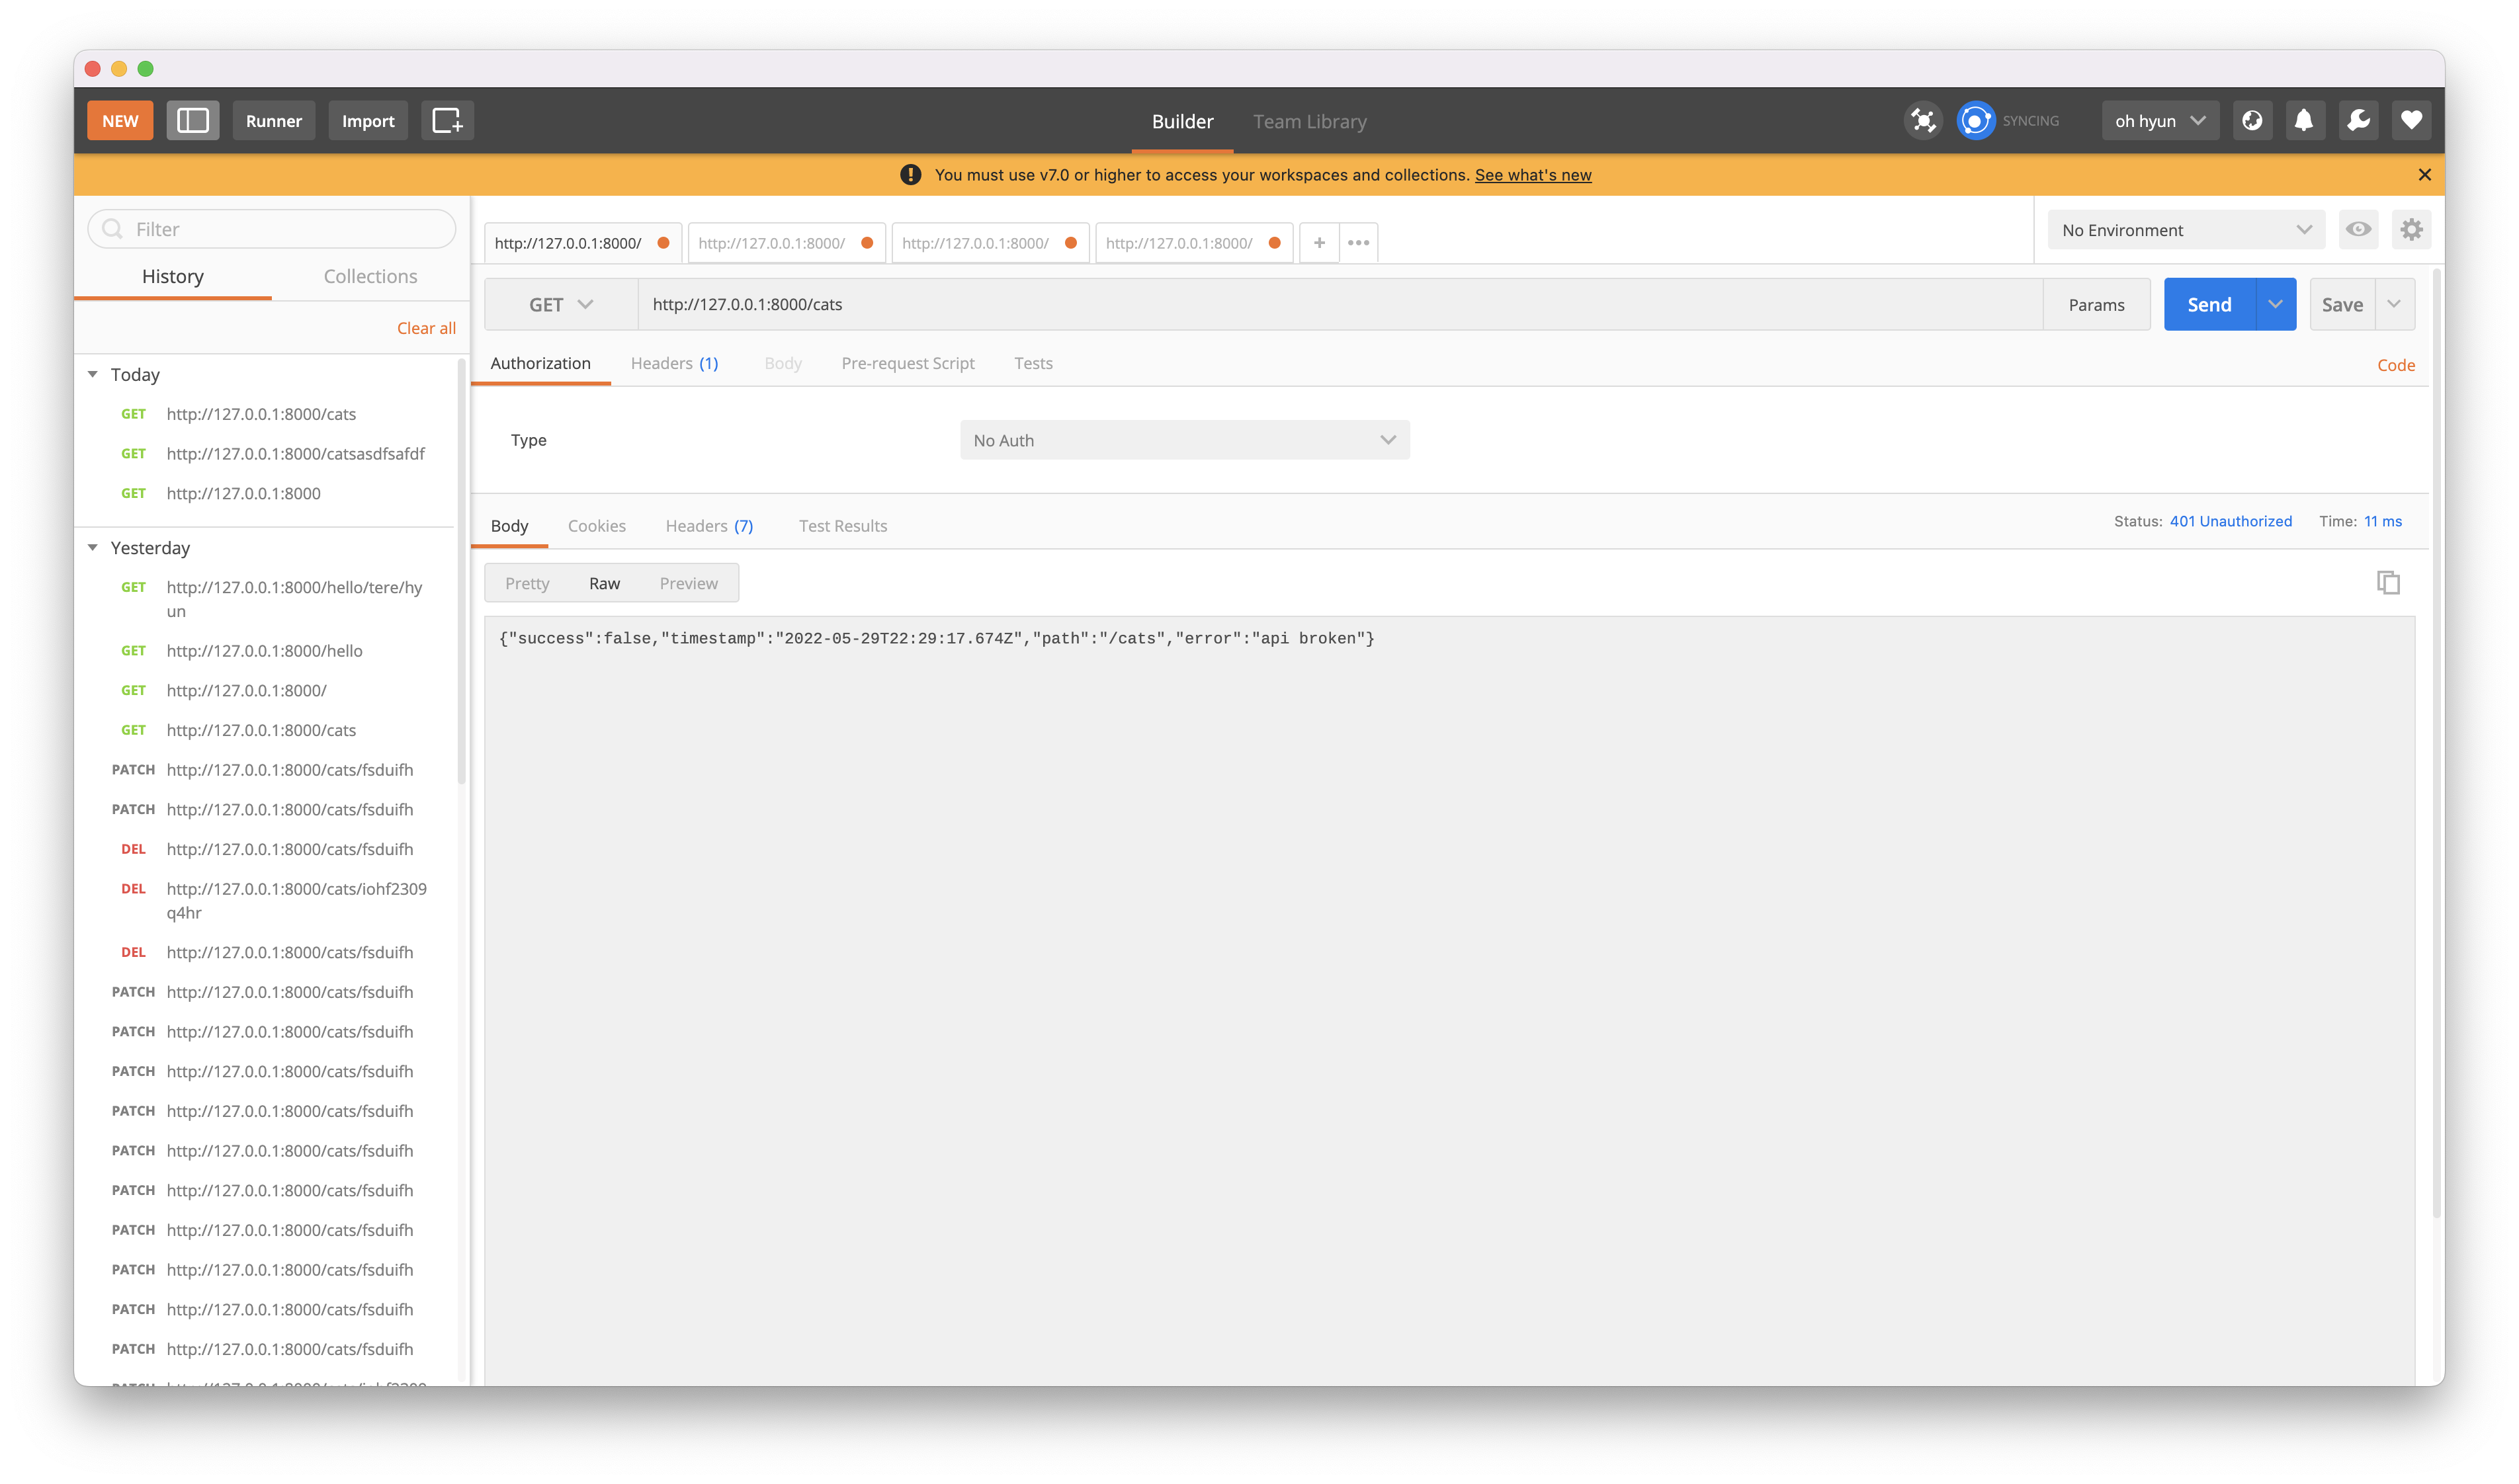 NEW Runner Import Builder Team Library SYNCING oh hyun
You must use v7.0 or higher to access your workspaces and collections. See what's new
Filter
History Collections
Clear all
Today
GET http://127.0.0.1:8000/cats
GET http://127.0.0.1:8000/catsasdfsafdf
GET http://127.0.0.1:8000
Yesterday
GET http://127.0.0.1:8000/hello/tere/hy
un
GET http://127.0.0.1:8000/hello
GET http://127.0.0.1:8000/
GET http://127.0.0.1:8000/cats
PATCH http://127.0.0.1:8000/cats/fsduifh
PATCH http://127.0.0.1:8000/cats/fsduifh
DEL http://127.0.0.1:8000/cats/fsduifh
DEL http://127.0.0.1:8000/cats/iohf2309
q4hr
DEL http://127.0.0.1:8000/cats/fsduifh
PATCH http://127.0.0.1:8000/cats/fsduifh
PATCH http://127.0.0.1:8000/cats/fsduifh
PATCH http://127.0.0.1:8000/cats/fsduifh
PATCH http://127.0.0.1:8000/cats/fsduifh
PATCH http://127.0.0.1:8000/cats/fsduifh
PATCH http://127.0.0.1:8000/cats/fsduifh
PATCH http://127.0.0.1:8000/cats/fsduifh
PATCH http://127.0.0.1:8000/cats/fsduifh
PATCH http://127.0.0.1:8000/cats/fsduifh
PATCH http://127.0.0.1:8000/cats/fsduifh
http://127.0.0.1:8000/ http://127.0.0.1:8000/ http://127.0.0.1:8000/ http://127.0.0.1:8000/ No Environment
GET http://127.0.0.1:8000/cats Params Send Save
Authorization Headers (1) Body Pre-request Script Tests Code
Type No Auth
Body Cookies Headers (7) Test Results Status: 401 Unauthorized Time: 11 ms
Pretty Raw Preview
{"success":false,"timestamp":"2022-05-29T22:29:17.674Z","path":"/cats","error":"api broken"}